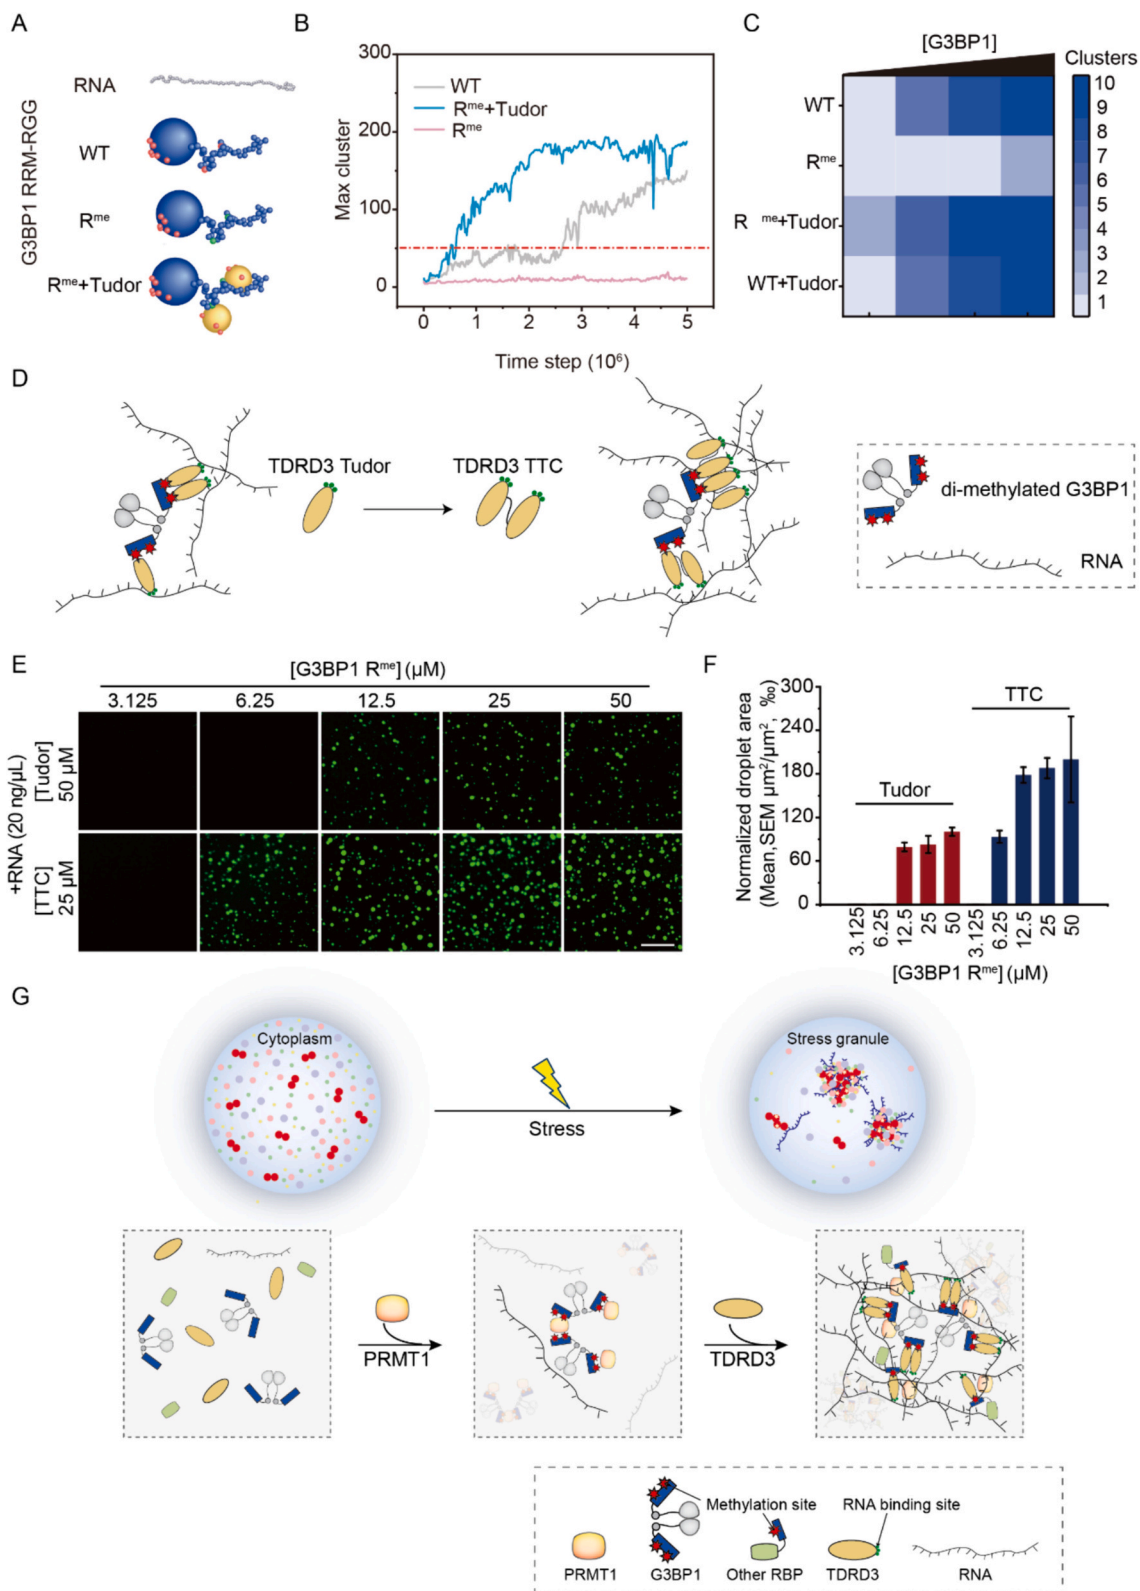 A
G3BP1 RRM-RGG
RNA
WT
Rᵐᵉ
Rᵐᵉ+Tudor
B
Max cluster
300
200
100
0
WT
Rᵐᵉ+Tudor
Rᵐᵉ
0 1 2 3 4 5
Time step (10⁶)
C
[G3BP1]
Clusters
WT
Rᵐᵉ
R ᵐᵉ+Tudor
WT+Tudor
10
9
8
7
6
5
4
3
2
1
D
TDRD3 Tudor
TDRD3 TTC
di-methylated G3BP1
RNA
E
[G3BP1 Rᵐᵉ] (µM)
3.125 6.25 12.5 25 50
+RNA (20 ng/µL)
[Tudor]
50 µM
[TTC]
25 µM
F
Normalized droplet area
(Mean,SEM µm²/µm², ‰)
300
240
180
120
60
0
Tudor
TTC
3.125 6.25 12.5 25 50 3.125 6.25 12.5 25 50
[G3BP1 Rᵐᵉ] (µM)
G
Cytoplasm
Stress
Stress granule
PRMT1
TDRD3
Methylation site
RNA binding site
PRMT1
G3BP1
Other RBP
TDRD3
RNA